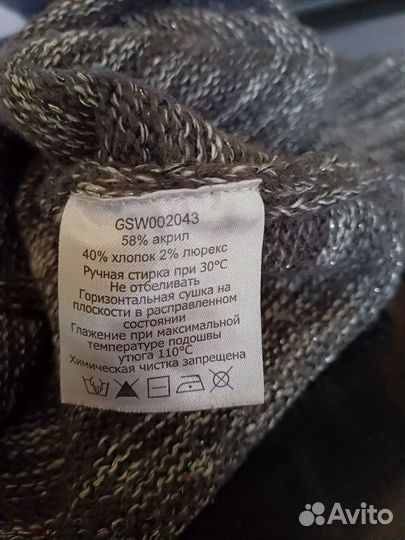 GSW002043
58% акрил
40% хлопок 2% люрекс
Ручная стирка при 30°C
Не отбеливать
Горизонтальная сушка на
плоскости в расправленном
состоянии
Глажение при максимальной
температуре подошвы
утюга 110°C
Химическая чистка запрещена
Avito